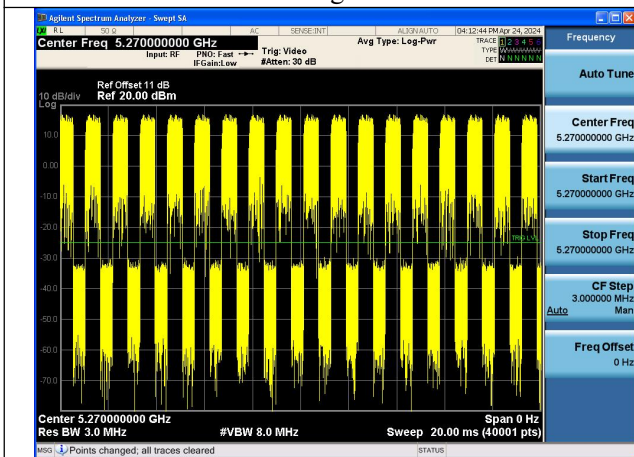 Agilent Spectrum Analyzer - Swept SA
RL 50 Ω AC SENSE:INT ALIGNAUTO 04:12:44 PM Apr 24, 2024
Center Freq 5.270000000 GHz
Input: RF PNO: Fast IFGain:Low
Trig: Video
#Atten: 30 dB
Avg Type: Log-Pwr
TRACE 1 2 3 4 5 6
TYPE
DET N N N N N N
Ref Offset 11 dB
Ref 20.00 dBm
10 dB/div
Log
10.0
0.00
-10.0
-20.0
TRIG LVL
-30.0
-40.0
-50.0
-60.0
-70.0
Center 5.270000000 GHz
Span 0 Hz
Res BW 3.0 MHz
#VBW 8.0 MHz
Sweep 20.00 ms (40001 pts)
MSG Points changed; all traces cleared
STATUS
Frequency
Auto Tune
Center Freq
5.270000000 GHz
Start Freq
5.270000000 GHz
Stop Freq
5.270000000 GHz
CF Step
3.000000 MHz
Auto Man
Freq Offset
0 Hz